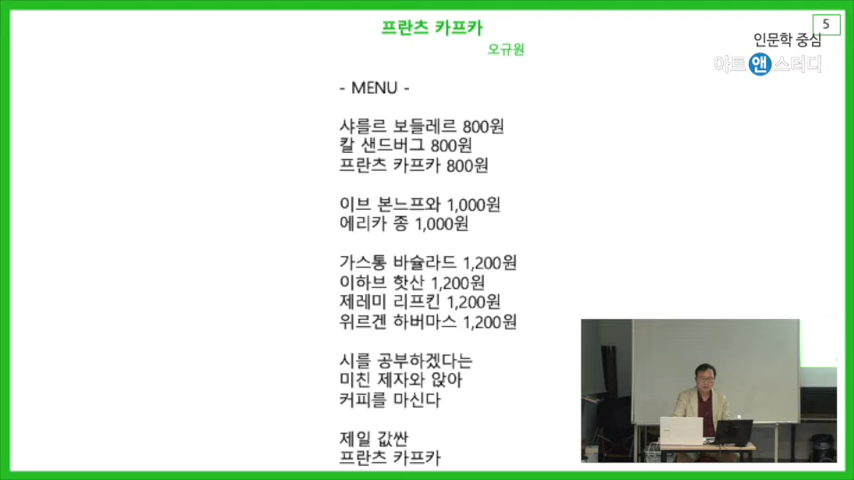 프란츠 카프카
오규원
5
인문학 중심
아트앤스터디
- MENU -
샤를르 보들레르 800원
칼 샌드버그 800원
프란츠 카프카 800원
이브 본느프와 1,000원
에리카 종 1,000원
가스통 바슐라드 1,200원
이하브 핫산 1,200원
제레미 리프킨 1,200원
위르겐 하버마스 1,200원
시를 공부하겠다는
미친 제자와 앉아
커피를 마신다
제일 값싼
프란츠 카프카